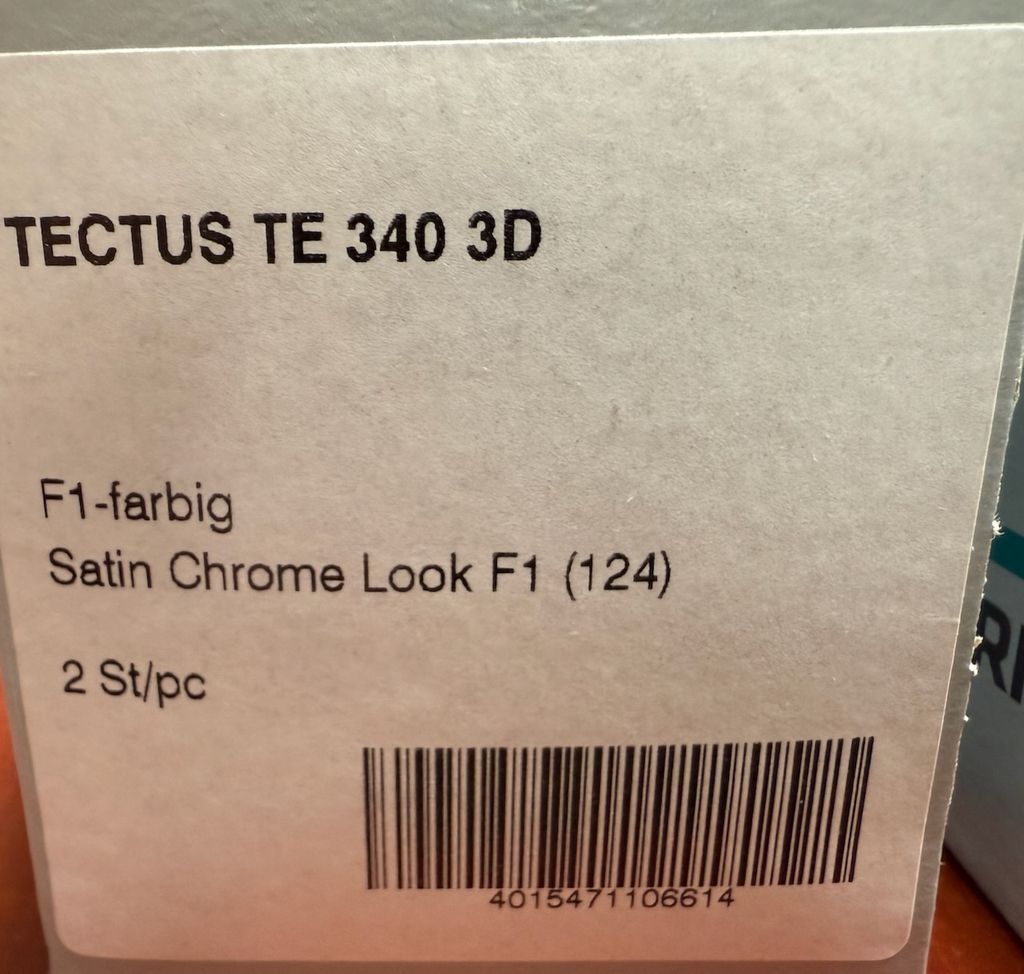 TECTUS TE 340 3D
F1-farbig
Satin Chrome Look F1 (124)
2 St/pc
4015471106614